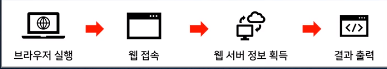 브라우저 실행
웹 접속
웹 서버 정보 획득
결과 출력